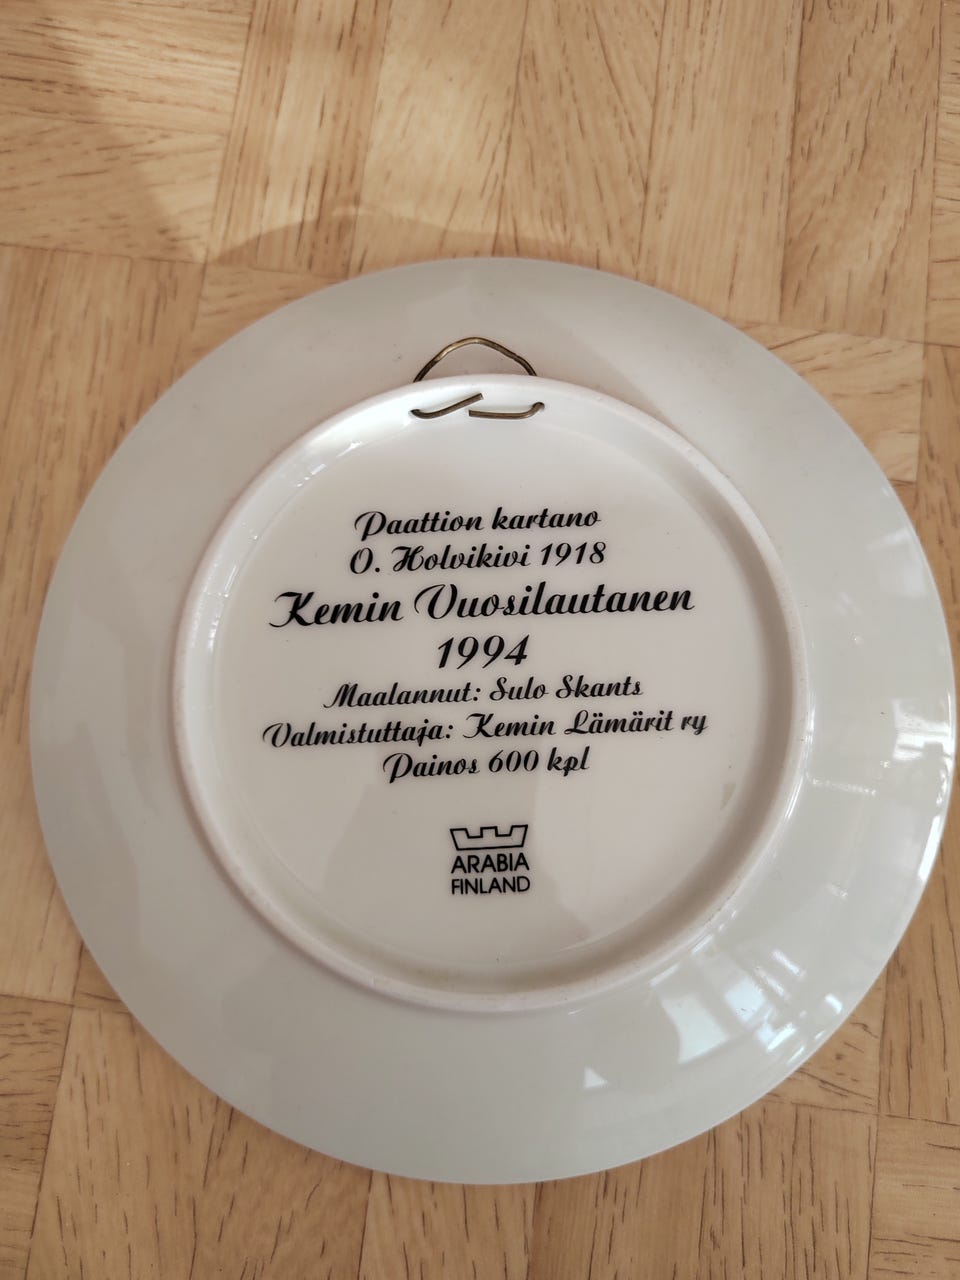 Paattion kartano
O. Holvikivi 1918
Kemin Vuosilautanen
1994
Maalannut: Sulo Skants
Valmistuttaja: Kemin Lämärit ry
Painos 600 kpl
ARABIA
FINLAND